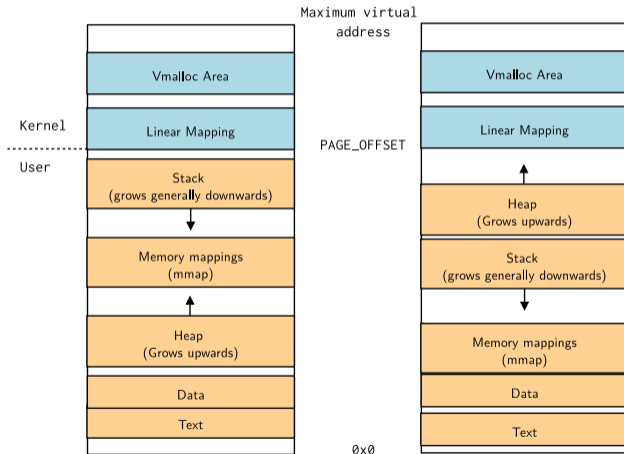 Maximum virtual
address
Vmalloc Area
Linear Mapping
Kernel
User
Stack
(grows generally downwards)
Memory mappings
(mmap)
Heap
(Grows upwards)
Data
Text
PAGE_OFFSET
0x0
Vmalloc Area
Linear Mapping
Heap
(Grows upwards)
Stack
(grows generally downwards)
Memory mappings
(mmap)
Data
Text